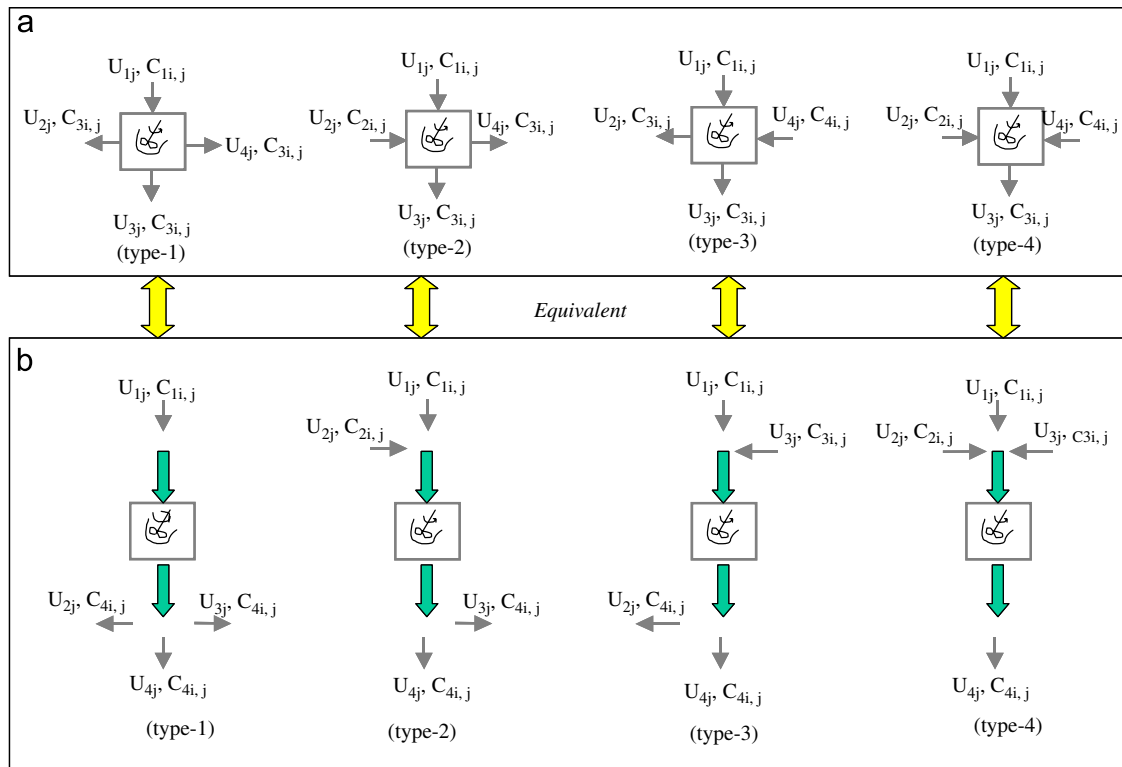 a
U1j, C1i, j
U1j, C1i, j
U1j, C1i, j
U1j, C1i, j
U2j, C3i, j
U4j, C3i, j
U2j, C2i, j
U4j, C3i, j
U2j, C3i, j
U4j, C4i, j
U2j, C2i, j
U4j, C4i, j
U3j, C3i, j
U3j, C3i, j
U3j, C3i, j
U3j, C3i, j
(type-1)
(type-2)
(type-3)
(type-4)
Equivalent
b
U1j, C1i, j
U1j, C1i, j
U1j, C1i, j
U1j, C1i, j
U2j, C2i, j
U3j, C3i, j
U2j, C2i, j
U3j, C3i, j
U2j, C4i, j
U3j, C4i, j
U3j, C4i, j
U2j, C4i, j
U4j, C4i, j
U4j, C4i, j
U4j, C4i, j
U4j, C4i, j
(type-1)
(type-2)
(type-3)
(type-4)